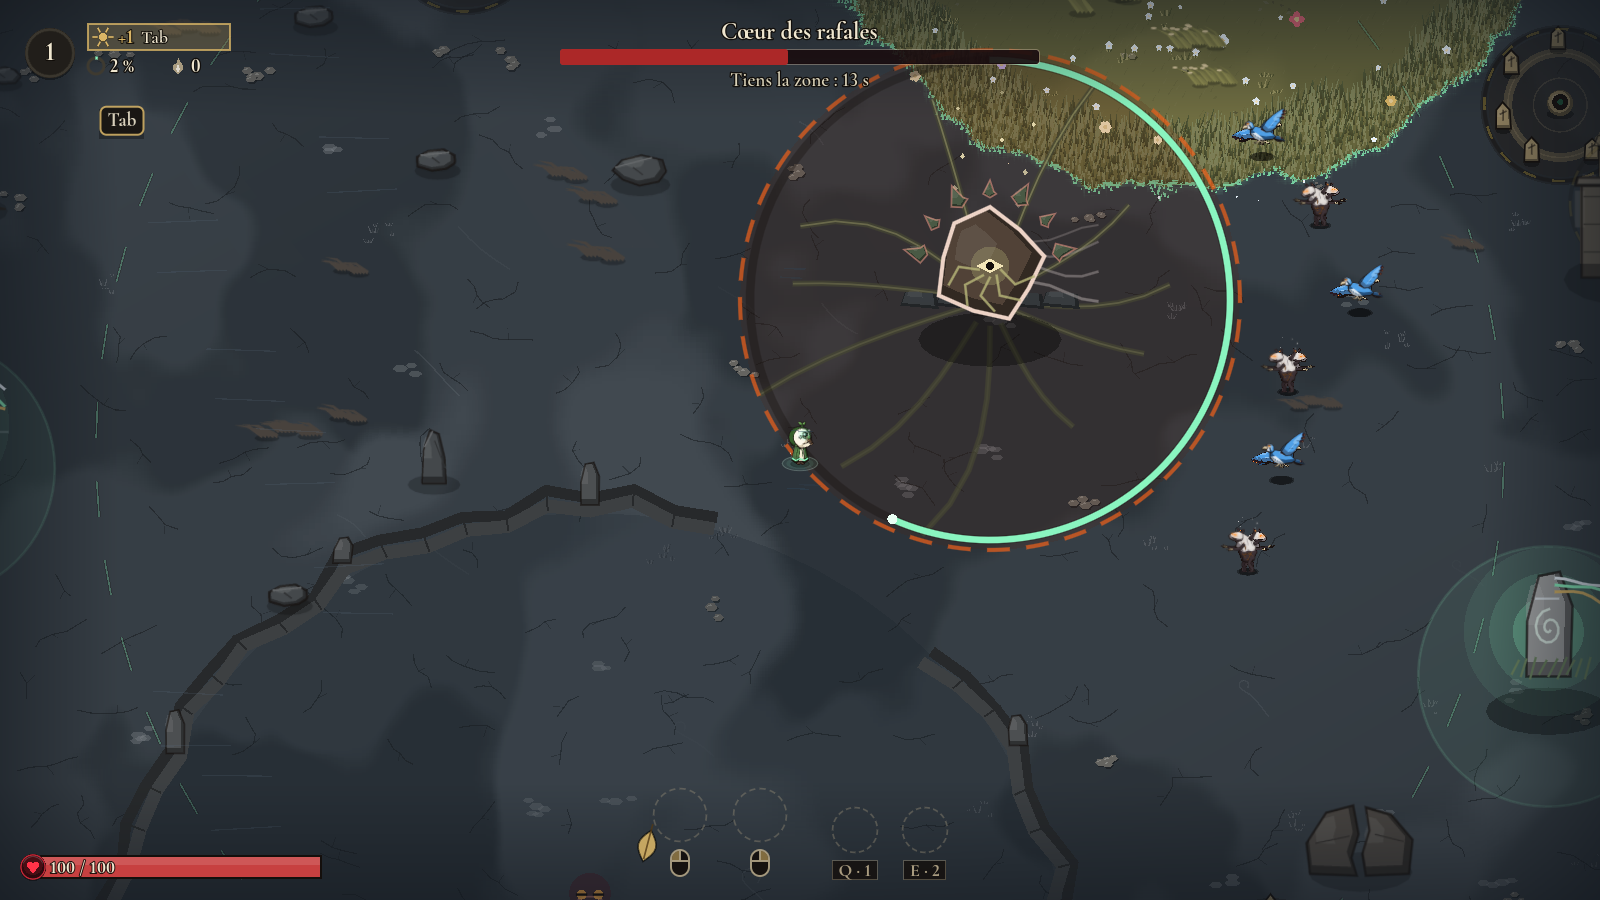 Cœur des rafales
1
+1 Tab
2 %
0
Tiens la zone : 13 s
Tab
100 / 100
Q · 1
E · 2